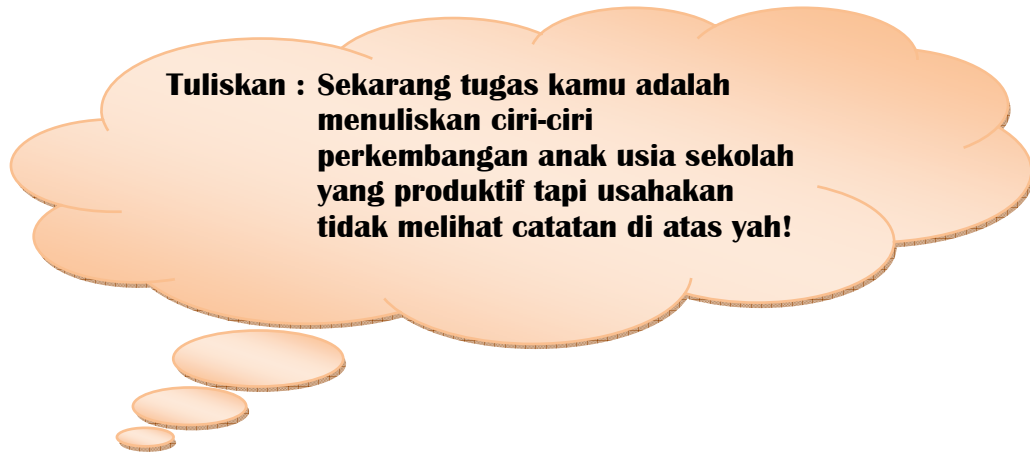 Tuliskan : Sekarang tugas kamu adalah
menuliskan ciri-ciri
perkembangan anak usia sekolah
yang produktif tapi usahakan
tidak melihat catatan di atas yah!